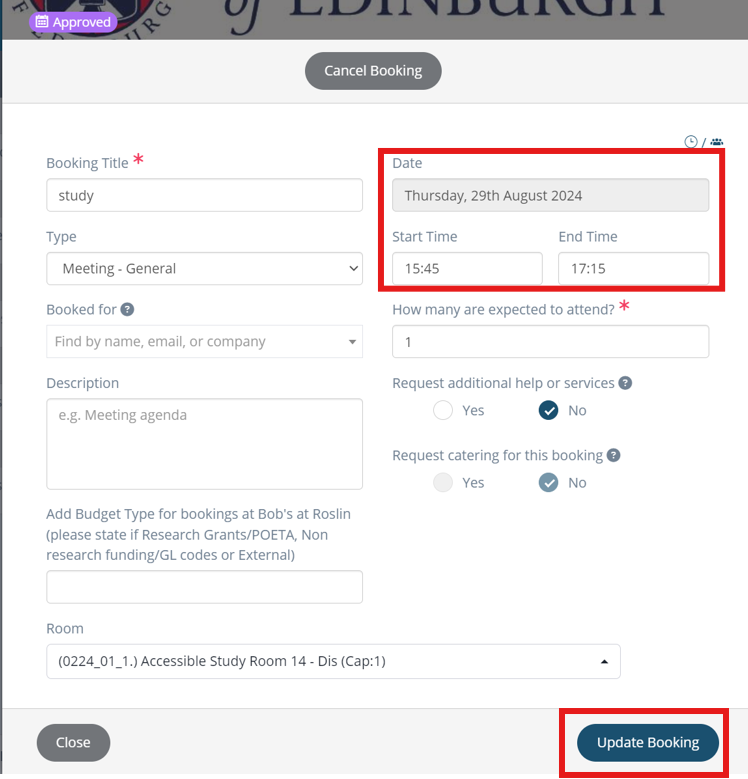 of EDINBURGH
Approved
Cancel Booking
Booking Title *
study
Type
Meeting - General
Booked for ?
Find by name, email, or company
Description
e.g. Meeting agenda
Add Budget Type for bookings at Bob's at Roslin
(please state if Research Grants/POETA, Non
research funding/GL codes or External)
/
Date
Thursday, 29th August 2024
Start Time End Time
15:45 17:15
How many are expected to attend? *
1
Request additional help or services ?
Yes No
Request catering for this booking ?
Yes No
Room
(0224_01_1.) Accessible Study Room 14 - Dis (Cap:1)
Close Update Booking